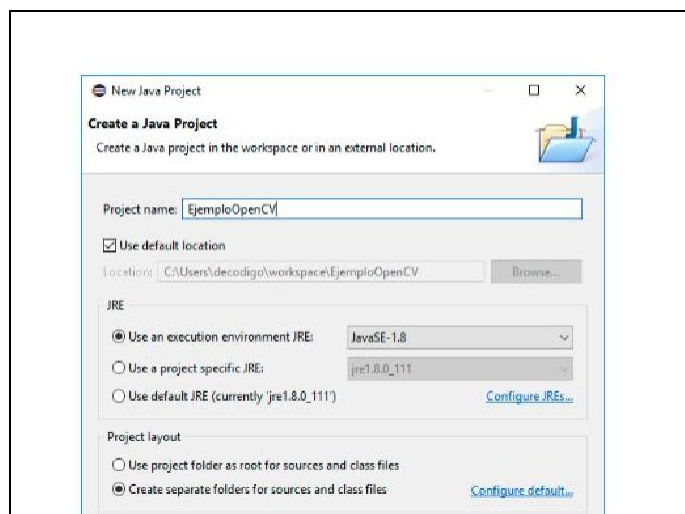 New Java Project
Create a Java Project
Create a Java project in the workspace or in an external location.
Project name: EjemploOpenCV
Use default location
Location: C:\Users\decodigo\workspace\EjemploOpenCV Browse...
JRE
Use an execution environment JRE: JavaSE-1.8
Use a project specific JRE: jre1.8.0_111
Use default JRE (currently 'jre1.8.0_111') Configure JREs...
Project layout
Use project folder as root for sources and class files
Create separate folders for sources and class files Configure default...